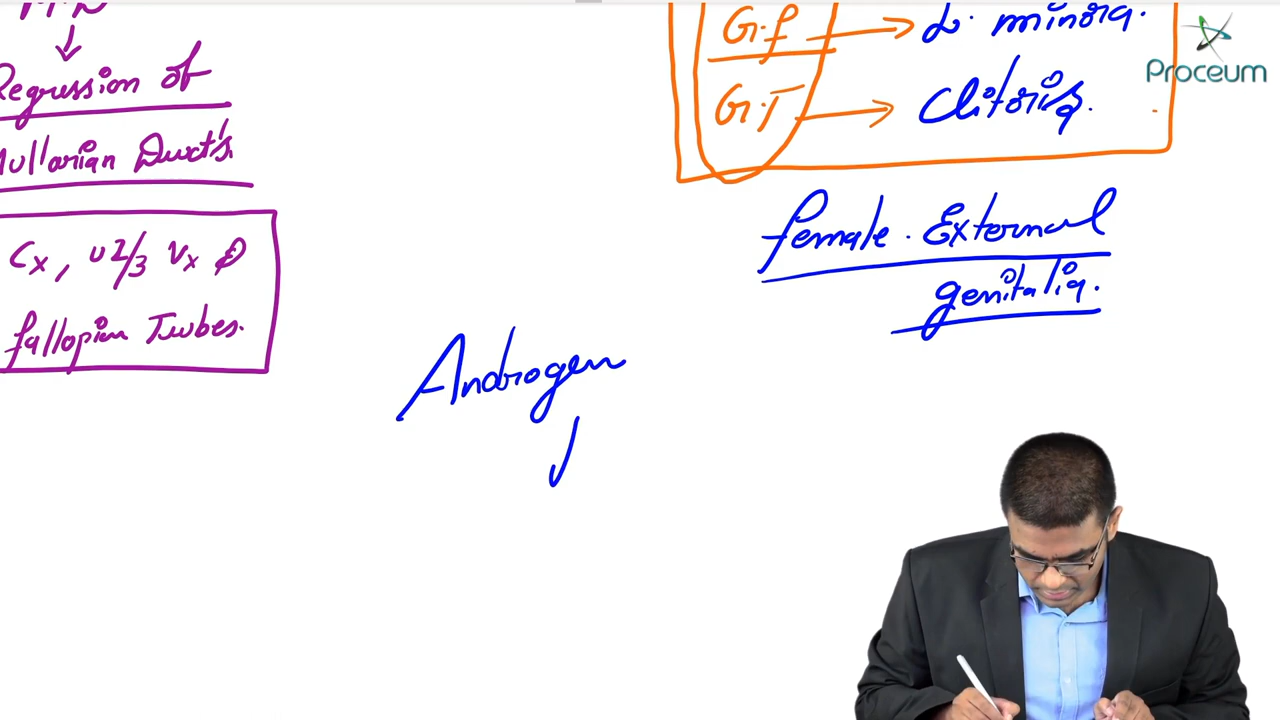 Regression of
Mullarian Duct's.
Cx, U2/3 Vx &
fallopian Tubes.
G.f → L. minora.
G.T → Clitoris.
female. External
genitalia.
Androgen
Proceum